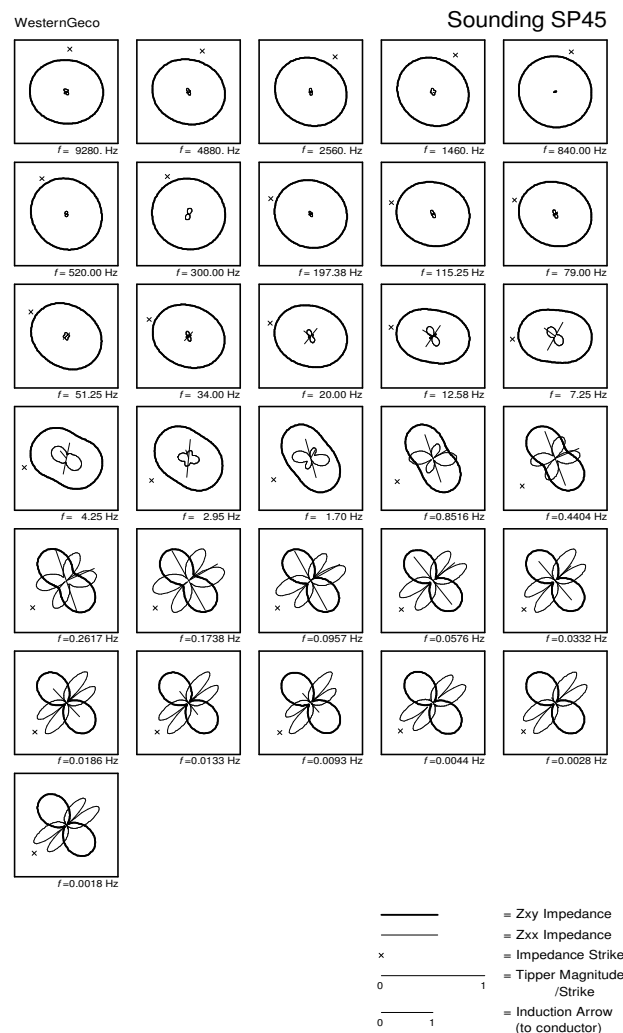 WesternGeco Sounding SP45
f = 9280. Hz f = 4880. Hz f = 2560. Hz f = 1460. Hz f = 840.00 Hz
f = 520.00 Hz f = 300.00 Hz f = 197.38 Hz f = 115.25 Hz f = 79.00 Hz
f = 51.25 Hz f = 34.00 Hz f = 20.00 Hz f = 12.58 Hz f = 7.25 Hz
f = 4.25 Hz f = 2.95 Hz f = 1.70 Hz f =0.8516 Hz f =0.4404 Hz
f =0.2617 Hz f =0.1738 Hz f =0.0957 Hz f =0.0576 Hz f =0.0332 Hz
f =0.0186 Hz f =0.0133 Hz f =0.0093 Hz f =0.0044 Hz f =0.0028 Hz
f =0.0018 Hz
= Zxy Impedance
= Zxx Impedance
× = Impedance Strike
= Tipper Magnitude
0 1 /Strike
= Induction Arrow
0 1 (to conductor)